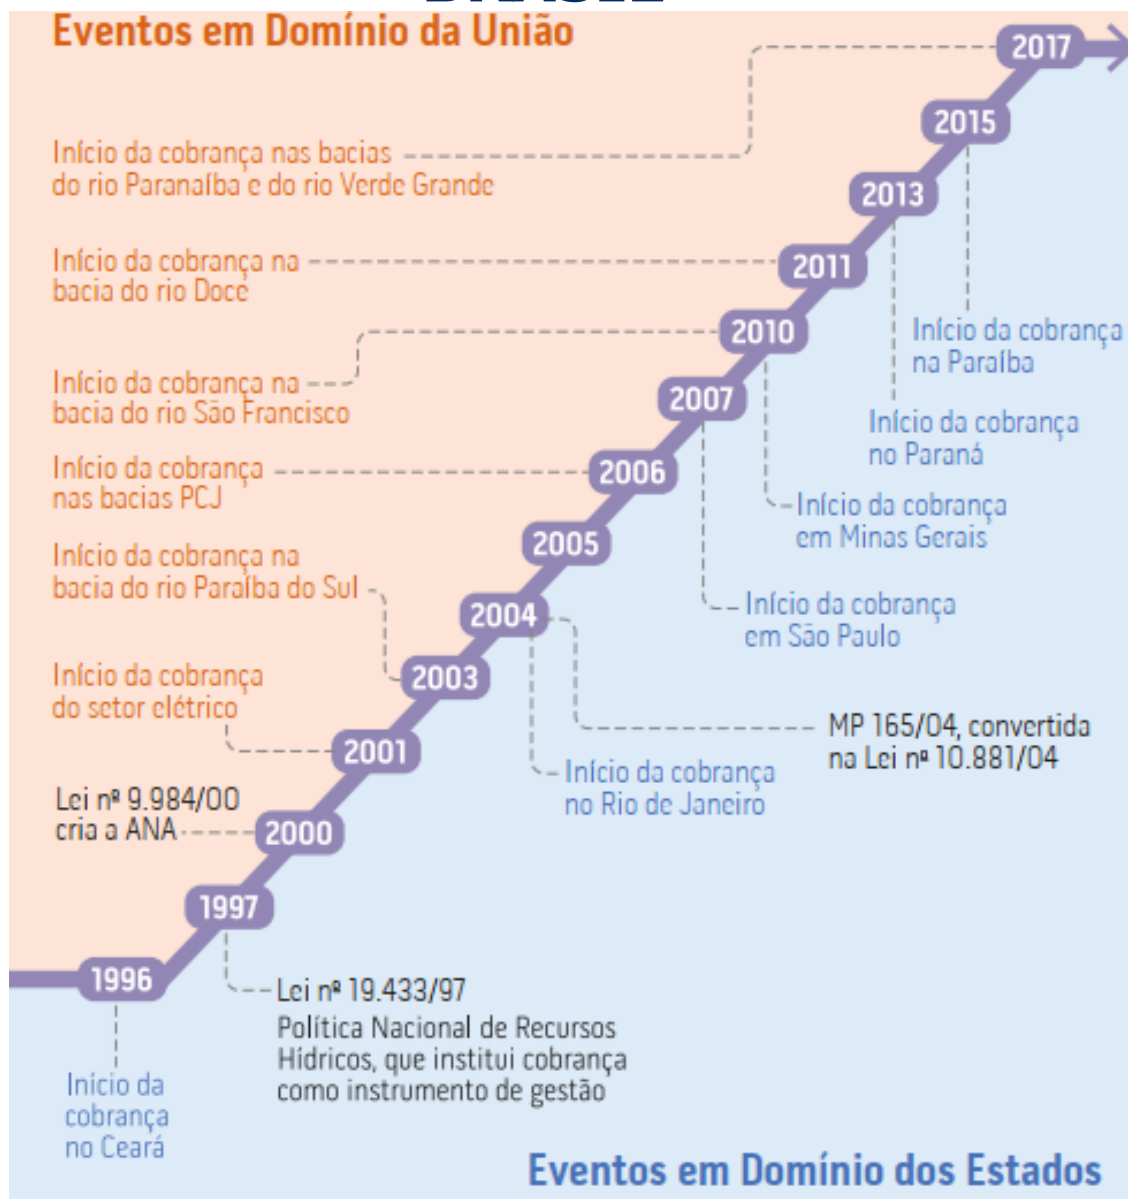 Eventos em Domínio da União
2017
2015
Início da cobrança nas bacias
do rio Paranaíba e do rio Verde Grande
2013
Início da cobrança na
bacia do rio Doce
2011
Início da cobrança
na Paraíba
2010
Início da cobrança na
bacia do rio São Francisco
2007
Início da cobrança
no Paraná
Início da cobrança
nas bacias PCJ
2006
Início da cobrança
em Minas Gerais
2005
Início da cobrança na
bacia do rio Paraíba do Sul
2004
Início da cobrança
em São Paulo
2003
Início da cobrança
do setor elétrico
MP 165/04, convertida
na Lei nº 10.881/04
2001
Início da cobrança
no Rio de Janeiro
Lei nº 9.984/00
cria a ANA
2000
1997
1996
Lei nº 19.433/97
Política Nacional de Recursos
Hídricos, que institui cobrança
como instrumento de gestão
Início da
cobrança
no Ceará
Eventos em Domínio dos Estados